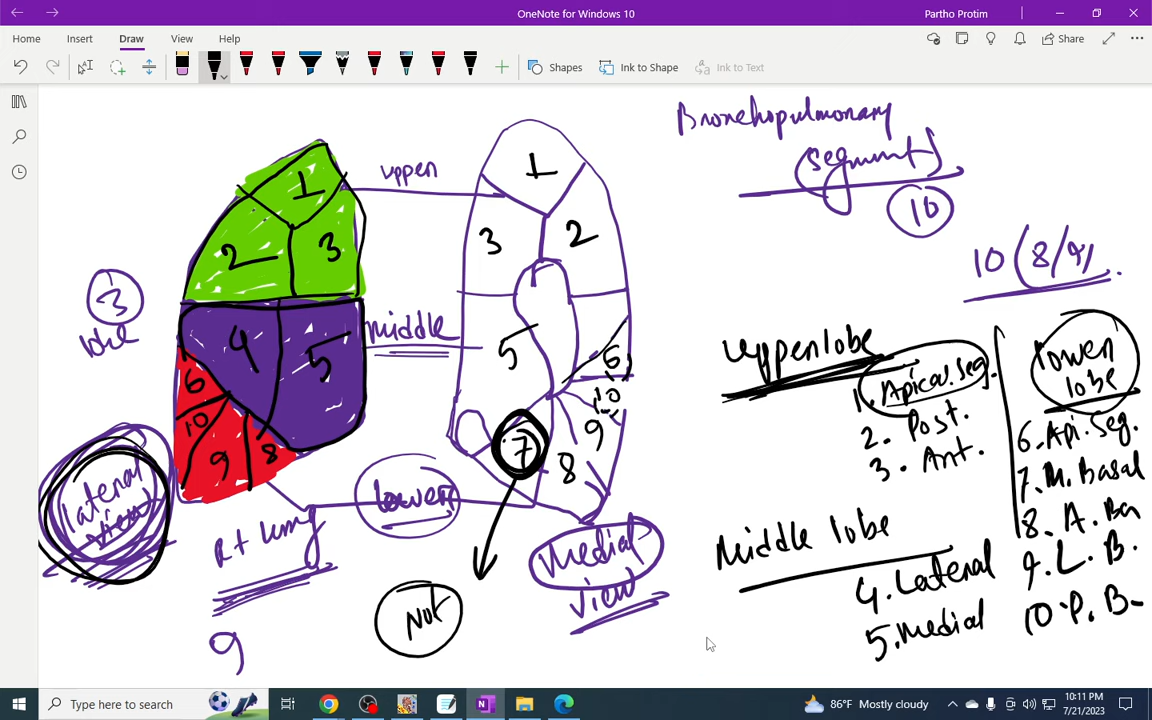 OneNote for Windows 10
Partho Protim
Home
Insert
Draw
View
Help
Share
Shapes
Ink to Shape
Ink to Text
Bronchopulmonary
Segments
10
10 (8/9)
1
2
3
4
5
6
10
9
8
upper
middle
lower
3
lobe
lateral
view
Rt lung
9
1
3
2
5
6
10
9
7
8
Medial
view
Not
Upper lobe
1. Apical. Seg.
2. Post.
3. Ant.
Middle lobe
4. Lateral
5. Medial
lower
lobe
6. Api. Seg.
7. M. Basal
8. A. Ba
9. L. B.
10. P. B-
Type here to search
86°F Mostly cloudy
10:11 PM
7/21/2023